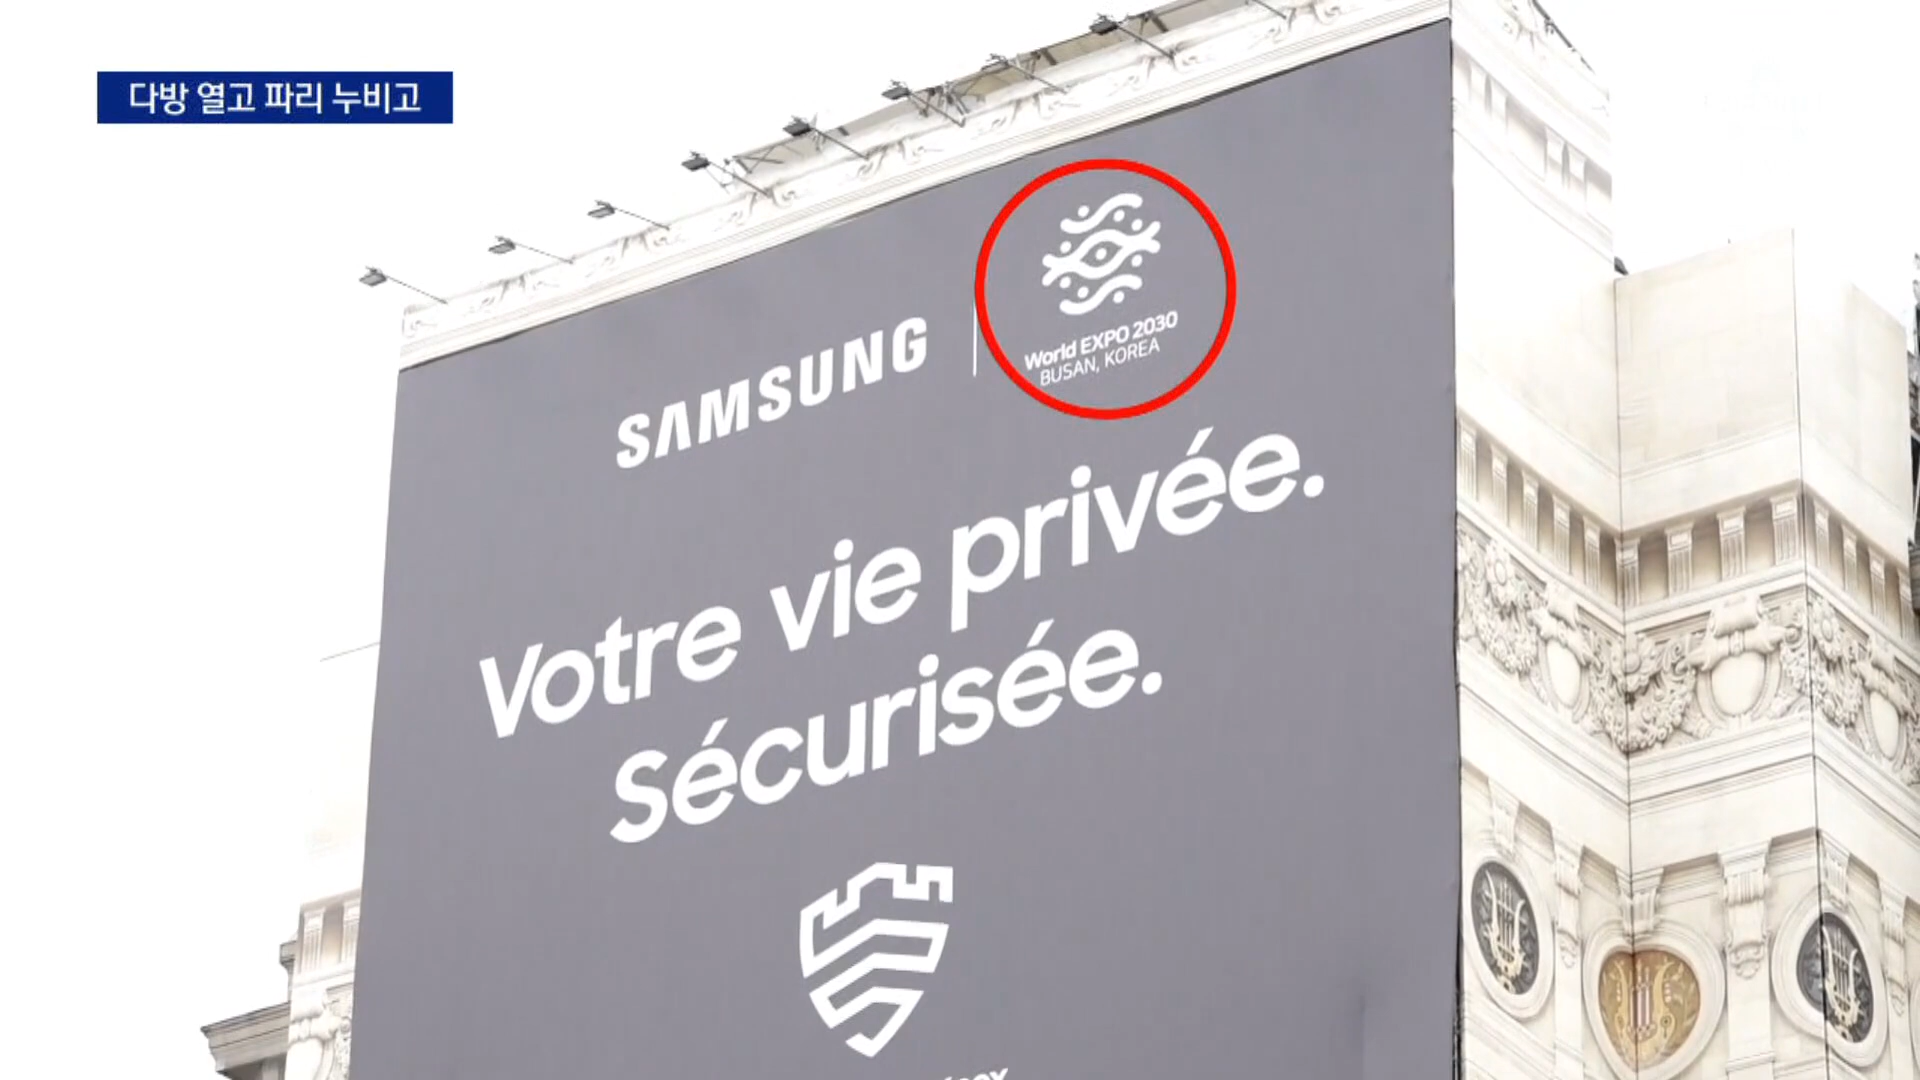 다방 열고 파리 누비고
SAMSUNG
World EXPO 2030
BUSAN, KOREA
Votre vie privée.
Sécurisée.